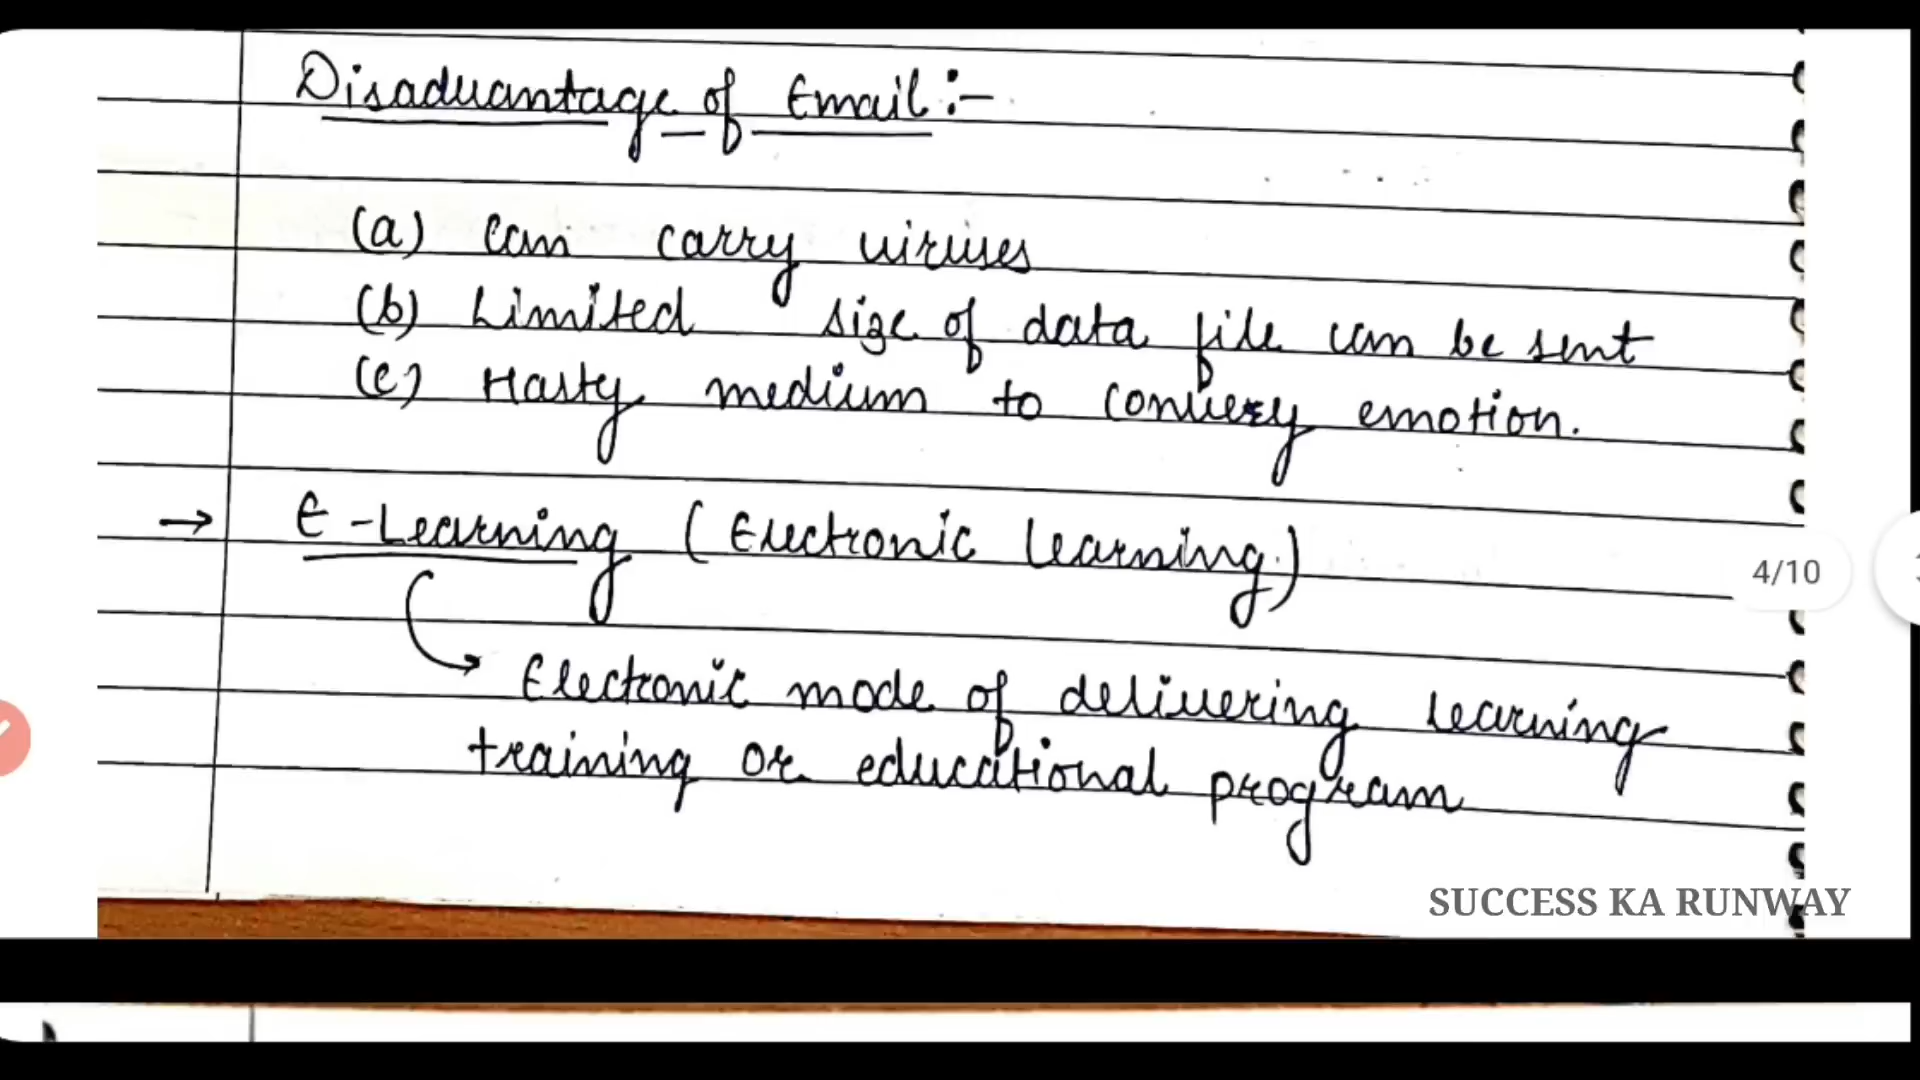 Disadvantage of Email :-
(a) Can carry viruses
(b) Limited size of data file can be sent
(c) Hasty medium to convey emotion.
→ E-Learning (Electronic Learning)
4/10
Electronic mode of delivering learning
training or educational program
SUCCESS KA RUNWAY